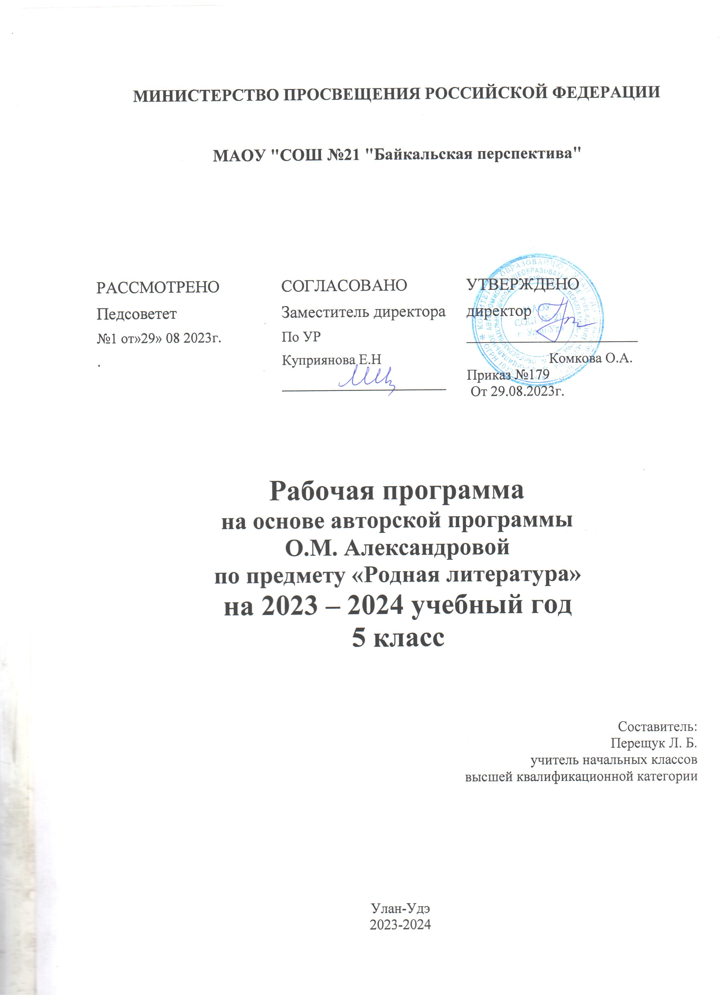 МИНИСТЕРСТВО ПРОСВЕЩЕНИЯ РОССИЙСКОЙ ФЕДЕРАЦИИ
МАОУ "СОШ №21 "Байкальская перспектива"
РАССМОТРЕНО
Педсоветет
№1 от»29» 08 2023г.
.
СОГЛАСОВАНО
Заместитель директора
По УР
Куприянова Е.Н
УТВЕРЖДЕНО
директор
Комкова О.А.
Приказ №179
От 29.08.2023г.
МАОУ
СОШ № 21
г Улан-Удэ
Рабочая программа
на основе авторской программы
О.М. Александровой
по предмету «Родная литература»
на 2023 – 2024 учебный год
5 класс
Составитель:
Перещук Л. Б.
учитель начальных классов
высшей квалификационной категории
Улан-Удэ
2023-2024